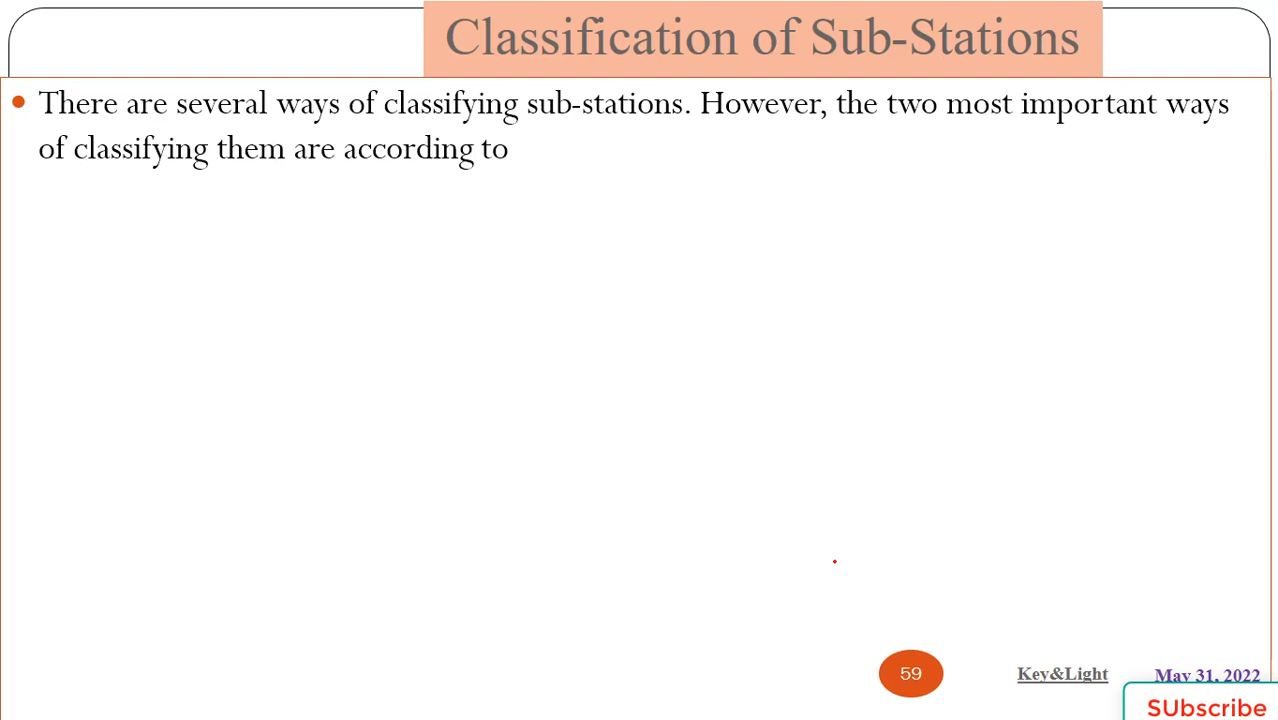 Classification of Sub-Stations
There are several ways of classifying sub-stations. However, the two most important ways
of classifying them are according to
59
Key&Light
May 31, 2022
SUbscribe